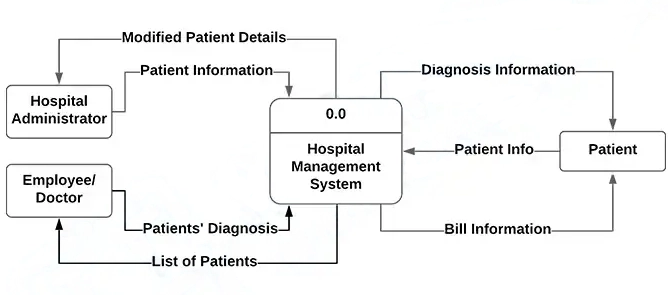 Modified Patient Details
Patient Information
Diagnosis Information
Hospital
Administrator
0.0
Hospital
Management
System
Patient Info
Patient
Employee/
Doctor
Patients' Diagnosis
Bill Information
List of Patients